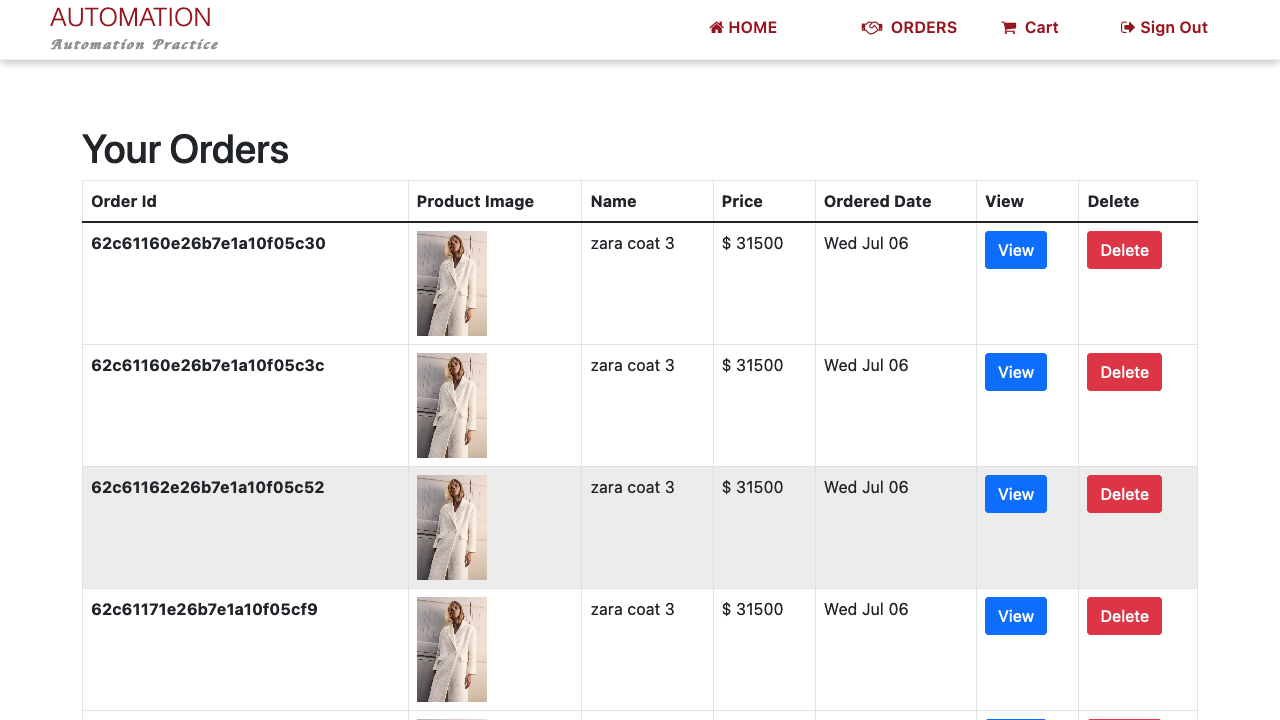 AUTOMATION
Automation Practice
HOME
ORDERS
Cart
Sign Out
Your Orders
Order Id Product Image Name Price Ordered Date View Delete
62c61160e26b7e1a10f05c30 zara coat 3 $ 31500 Wed Jul 06 View Delete
62c61160e26b7e1a10f05c3c zara coat 3 $ 31500 Wed Jul 06 View Delete
62c61162e26b7e1a10f05c52 zara coat 3 $ 31500 Wed Jul 06 View Delete
62c61171e26b7e1a10f05cf9 zara coat 3 $ 31500 Wed Jul 06 View Delete